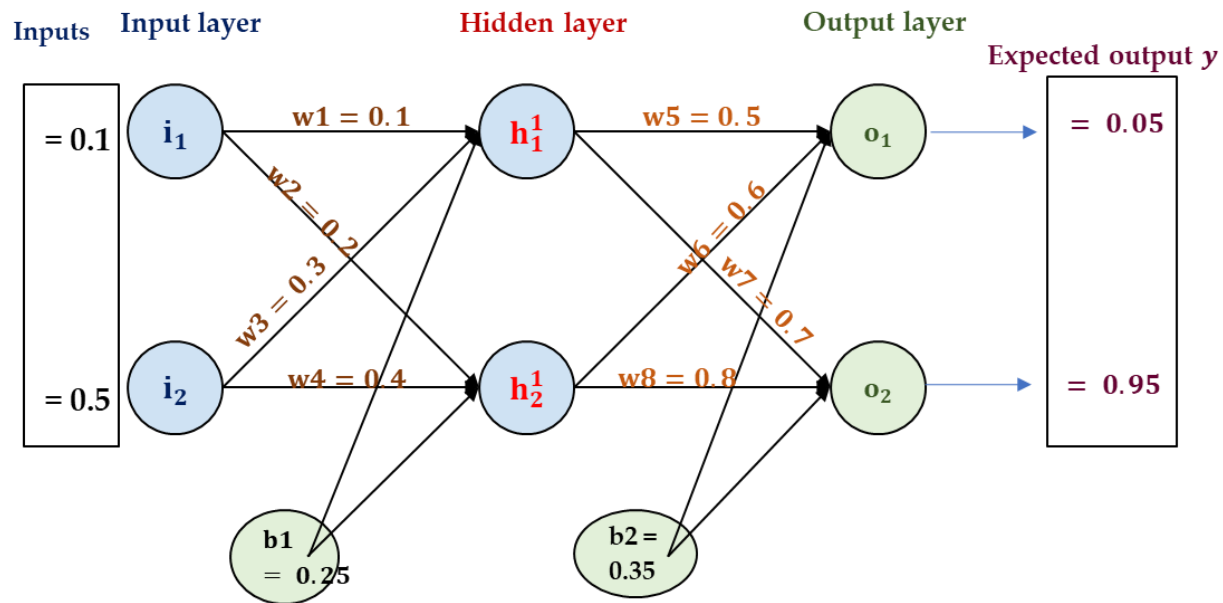 Inputs
Input layer
Hidden layer
Output layer
Expected output y
= 0.1
i₁
w1 = 0.1
h₁¹
w5 = 0.5
o₁
= 0.05
w2 = 0.2
w3 = 0.3
w6 = 0.6
w7 = 0.7
= 0.5
i₂
w4 = 0.4
h₂¹
w8 = 0.8
o₂
= 0.95
b1
= 0.25
b2 =
0.35